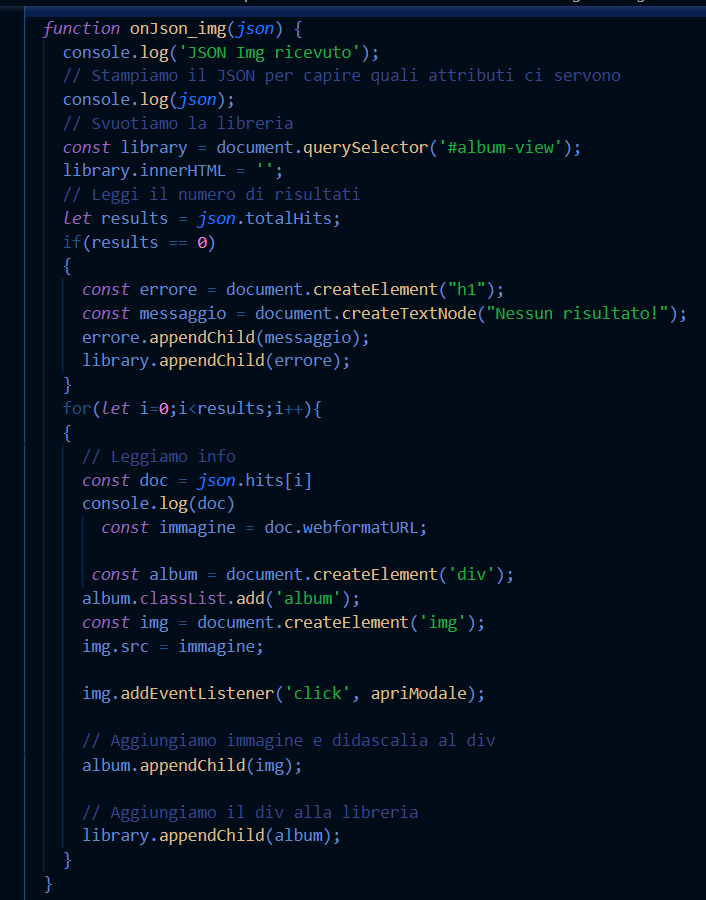 function onJson_img(json) {
console.log('JSON Img ricevuto');
// Stampiamo il JSON per capire quali attributi ci servono
console.log(json);
// Svuotiamo la libreria
const library = document.querySelector('#album-view');
library.innerHTML = '';
// Leggi il numero di risultati
let results = json.totalHits;
if(results == 0)
{
const errore = document.createElement("h1");
const messaggio = document.createTextNode("Nessun risultato!");
errore.appendChild(messaggio);
library.appendChild(errore);
}
for(let i=0;i<results;i++){
{
// Leggiamo info
const doc = json.hits[i]
console.log(doc)
const immagine = doc.webformatURL;
const album = document.createElement('div');
album.classList.add('album');
const img = document.createElement('img');
img.src = immagine;
img.addEventListener('click', apriModale);
// Aggiungiamo immagine e didascalia al div
album.appendChild(img);
// Aggiungiamo il div alla libreria
library.appendChild(album);
}
}